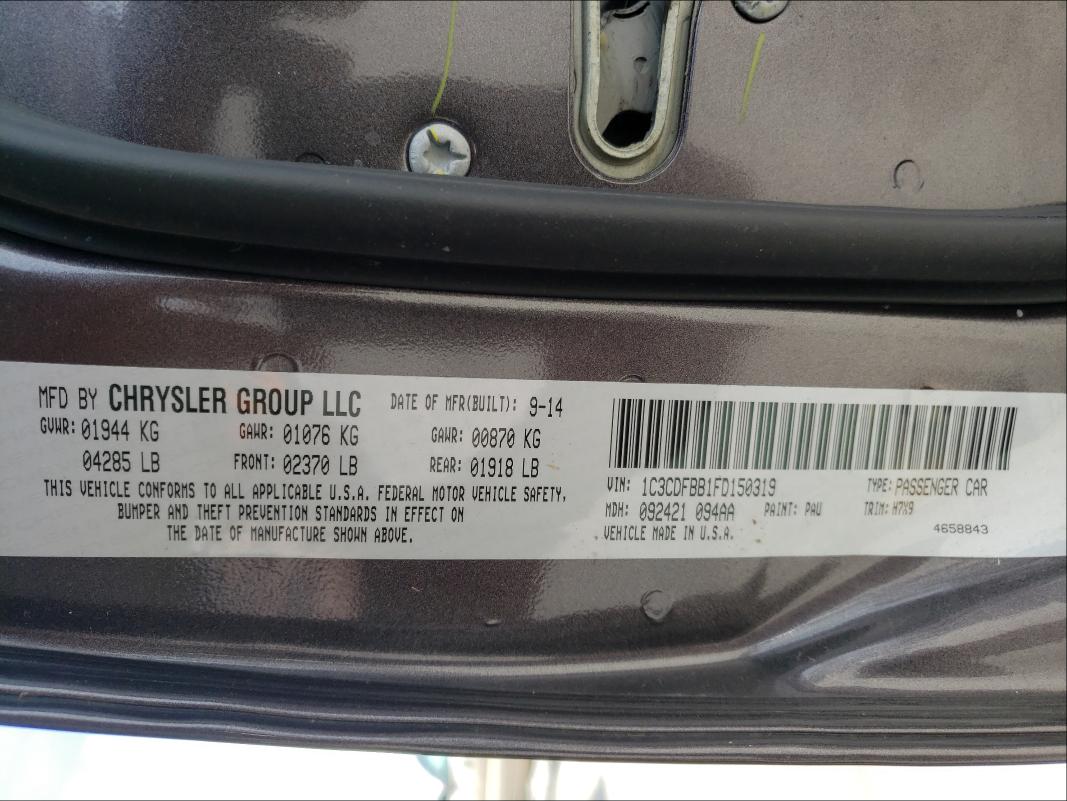 MFD BY CHRYSLER GROUP LLC DATE OF MFR(BUILT): 9-14
GVWR: 01944 KG GAWR: 01076 KG GAWR: 00870 KG
04285 LB FRONT: 02370 LB REAR: 01918 LB
THIS VEHICLE CONFORMS TO ALL APPLICABLE U.S.A. FEDERAL MOTOR VEHICLE SAFETY,
BUMPER AND THEFT PREVENTION STANDARDS IN EFFECT ON
THE DATE OF MANUFACTURE SHOWN ABOVE.
VIN: 1C3CDFBB1FD150319 TYPE: PASSENGER CAR
MDH: 092421 094AA PAINT: PAU TRIM: H7X9
VEHICLE MADE IN U.S.A. 4658843